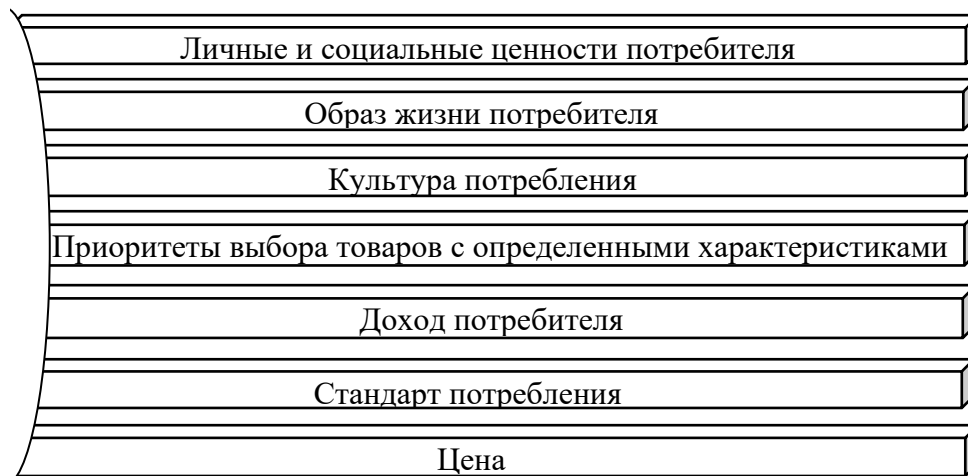 Личные и социальные ценности потребителя
Образ жизни потребителя
Культура потребления
Приоритеты выбора товаров с определенными характеристиками
Доход потребителя
Стандарт потребления
Цена